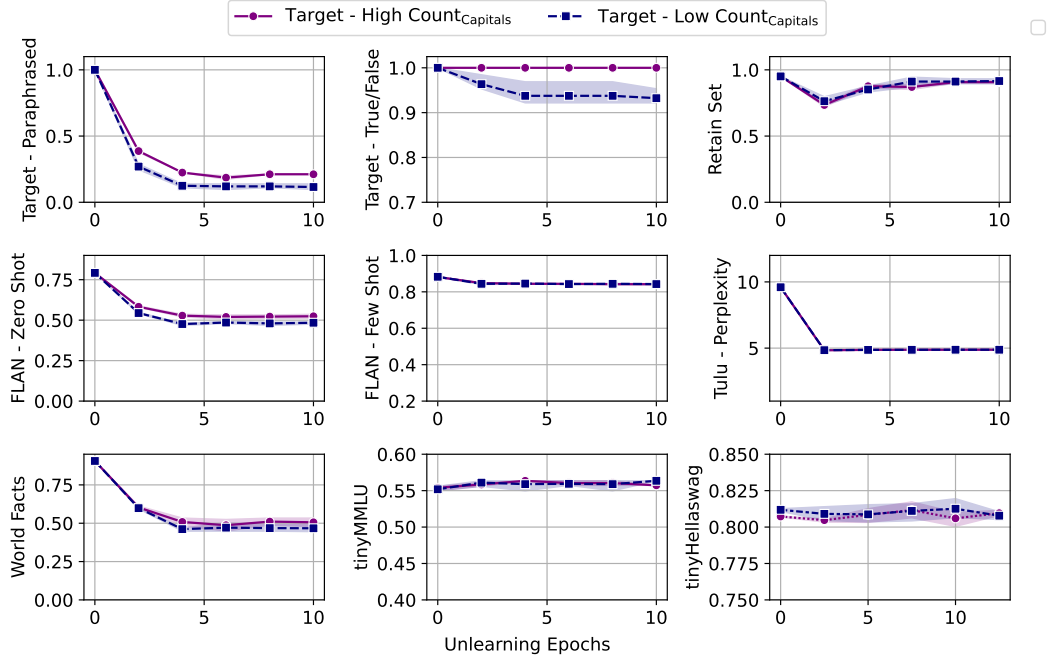 Target - High Count_Capitals Target - Low Count_Capitals
Target - Paraphrased
1.0
0.5
0.0
0 5 10
Target - True/False
1.0
0.9
0.8
0.7
0 5 10
Retain Set
1.0
0.5
0.0
0 5 10
FLAN - Zero Shot
0.75
0.50
0.25
0.00
0 5 10
FLAN - Few Shot
1.0
0.8
0.6
0.4
0.2
0 5 10
Tulu - Perplexity
10
5
0 5 10
World Facts
0.75
0.50
0.25
0.00
0 5 10
tinyMMLU
0.60
0.55
0.50
0.45
0.40
0 5 10
tinyHellaswag
0.850
0.825
0.800
0.775
0.750
0 5 10
Unlearning Epochs